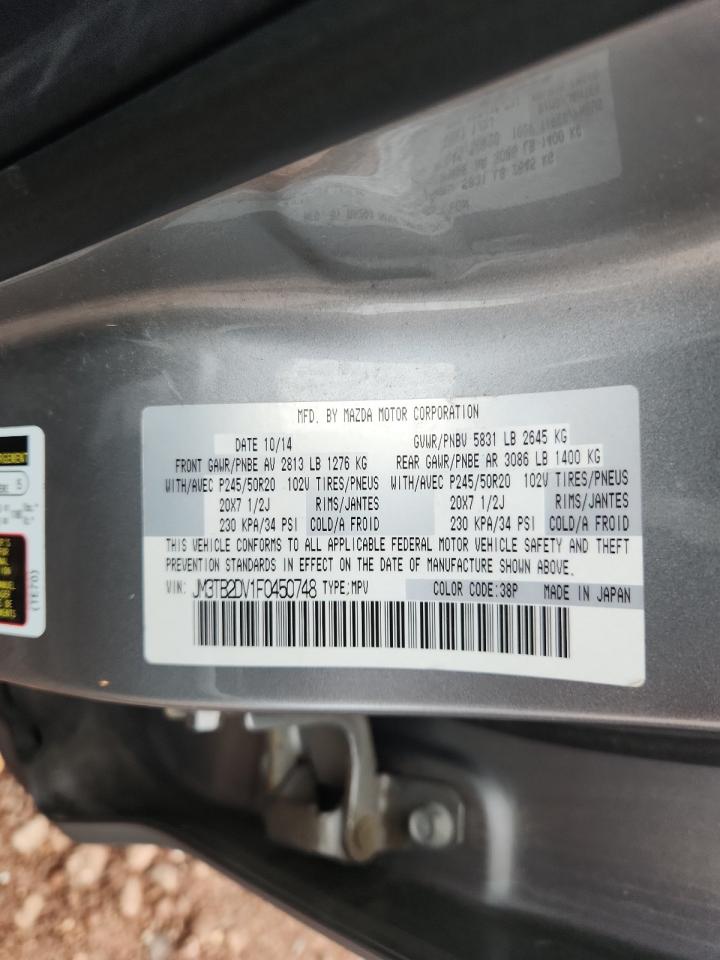 MFD. BY MAZDA MOTOR CORPORATION
DATE 10/14 GVWR/PNBV 5831 LB 2645 KG
FRONT GAWR/PNBE AV 2813 LB 1276 KG REAR GAWR/PNBE AR 3086 LB 1400 KG
WITH/AVEC P245/50R20 102V TIRES/PNEUS WITH/AVEC P245/50R20 102V TIRES/PNEUS
20X7 1/2J RIMS/JANTES 20X7 1/2J RIMS/JANTES
230 KPA/34 PSI COLD/A FROID 230 KPA/34 PSI COLD/A FROID
THIS VEHICLE CONFORMS TO ALL APPLICABLE FEDERAL MOTOR VEHICLE SAFETY AND THEFT
PREVENTION STANDARDS IN EFFECT ON THE DATE OF MANUFACTURE SHOWN ABOVE.
VIN: JM3TB2DV1F0450748 TYPE:MPV COLOR CODE:38P MADE IN JAPAN
5
(TE70)